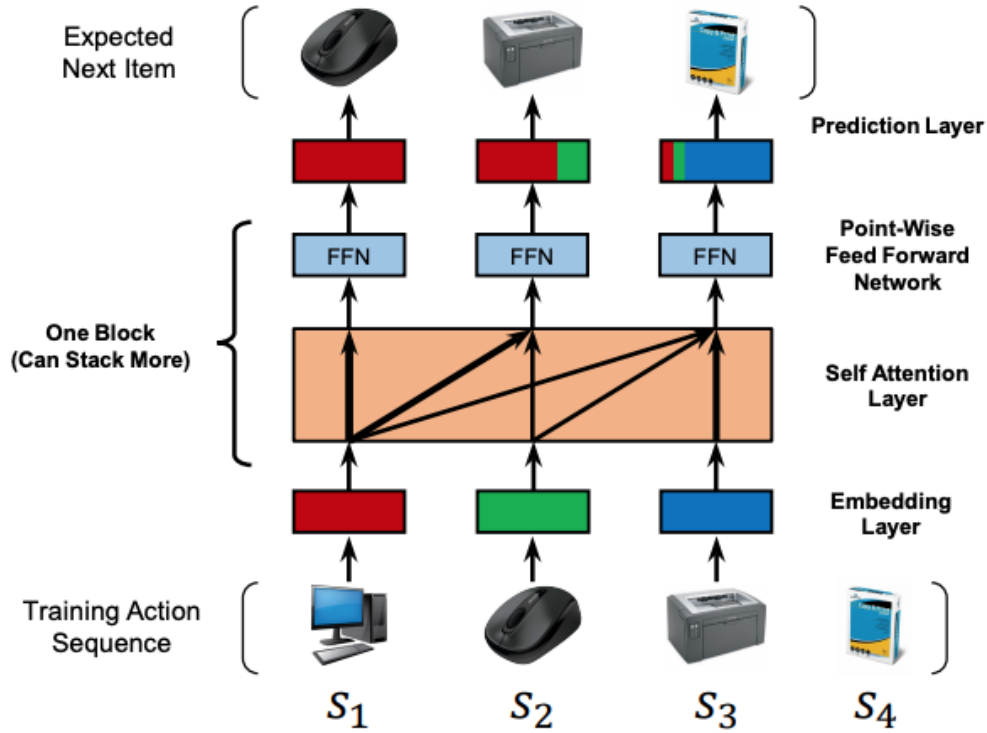 Expected
Next Item
Prediction Layer
Point-Wise
Feed Forward
Network
FFN
FFN
FFN
One Block
(Can Stack More)
Self Attention
Layer
Embedding
Layer
Training Action
Sequence
S1
S2
S3
S4